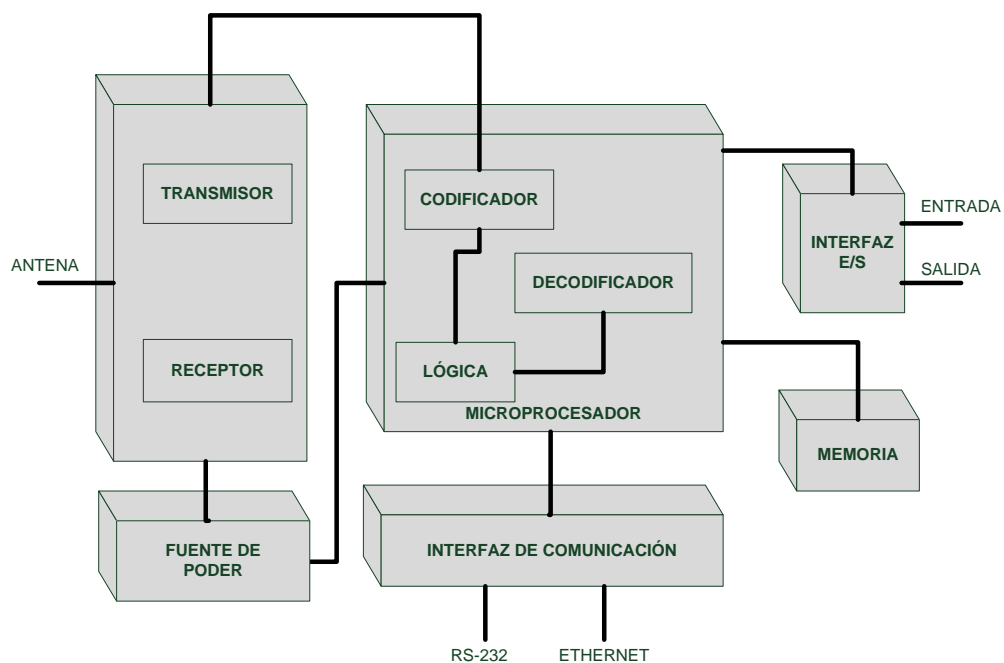 TRANSMISOR
CODIFICADOR
ENTRADA
INTERFAZ
E/S
ANTENA
SALIDA
DECODIFICADOR
RECEPTOR
LÓGICA
MICROPROCESADOR
MEMORIA
FUENTE DE
PODER
INTERFAZ DE COMUNICACIÓN
RS-232
ETHERNET